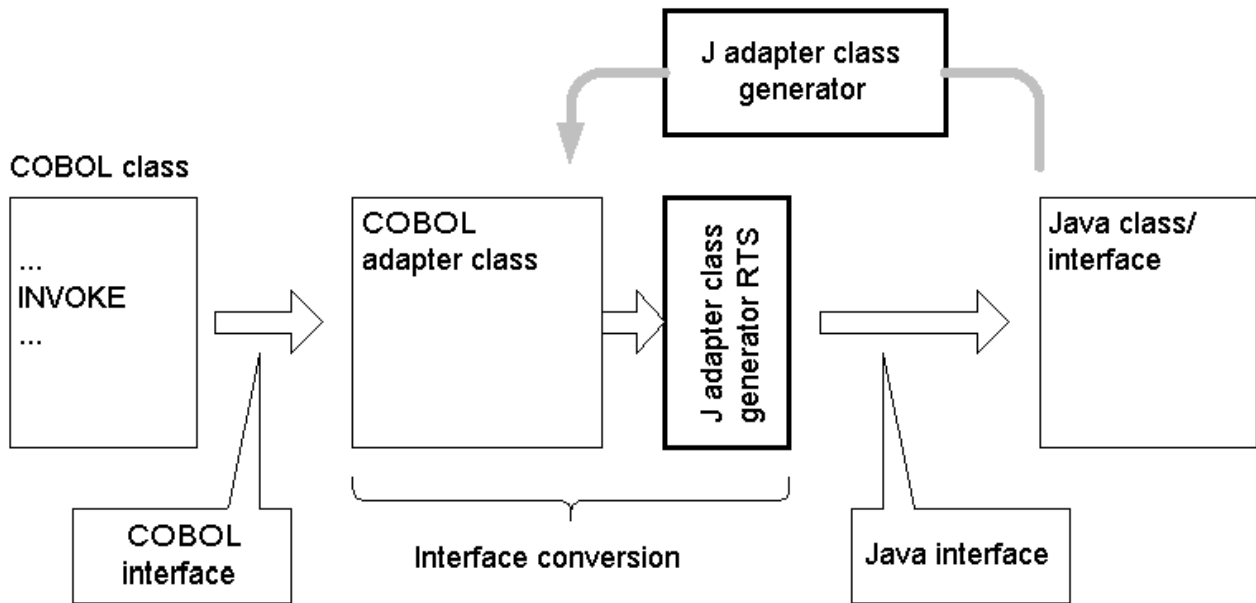 J adapter class
generator
COBOL class
...
INVOKE
...
COBOL
adapter class
J adapter class
generator RTS
Java class/
interface
COBOL
interface
Interface conversion
Java interface